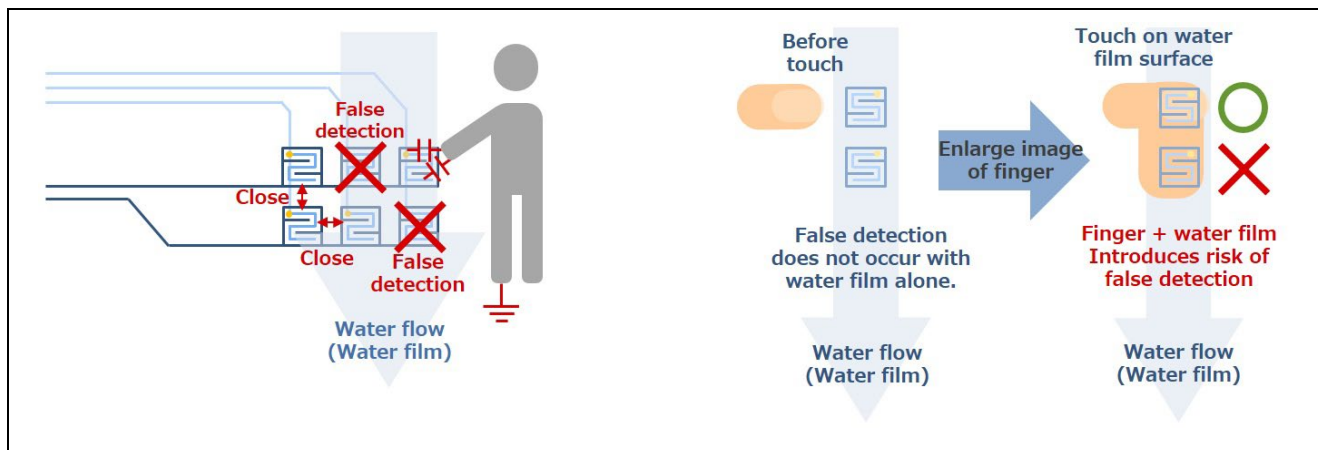 False
detection
Close
Close
False
detection
Water flow
(Water film)
Before
touch
Enlarge image
of finger
False detection
does not occur with
water film alone.
Water flow
(Water film)
Touch on water
film surface
Finger + water film
Introduces risk of
false detection
Water flow
(Water film)